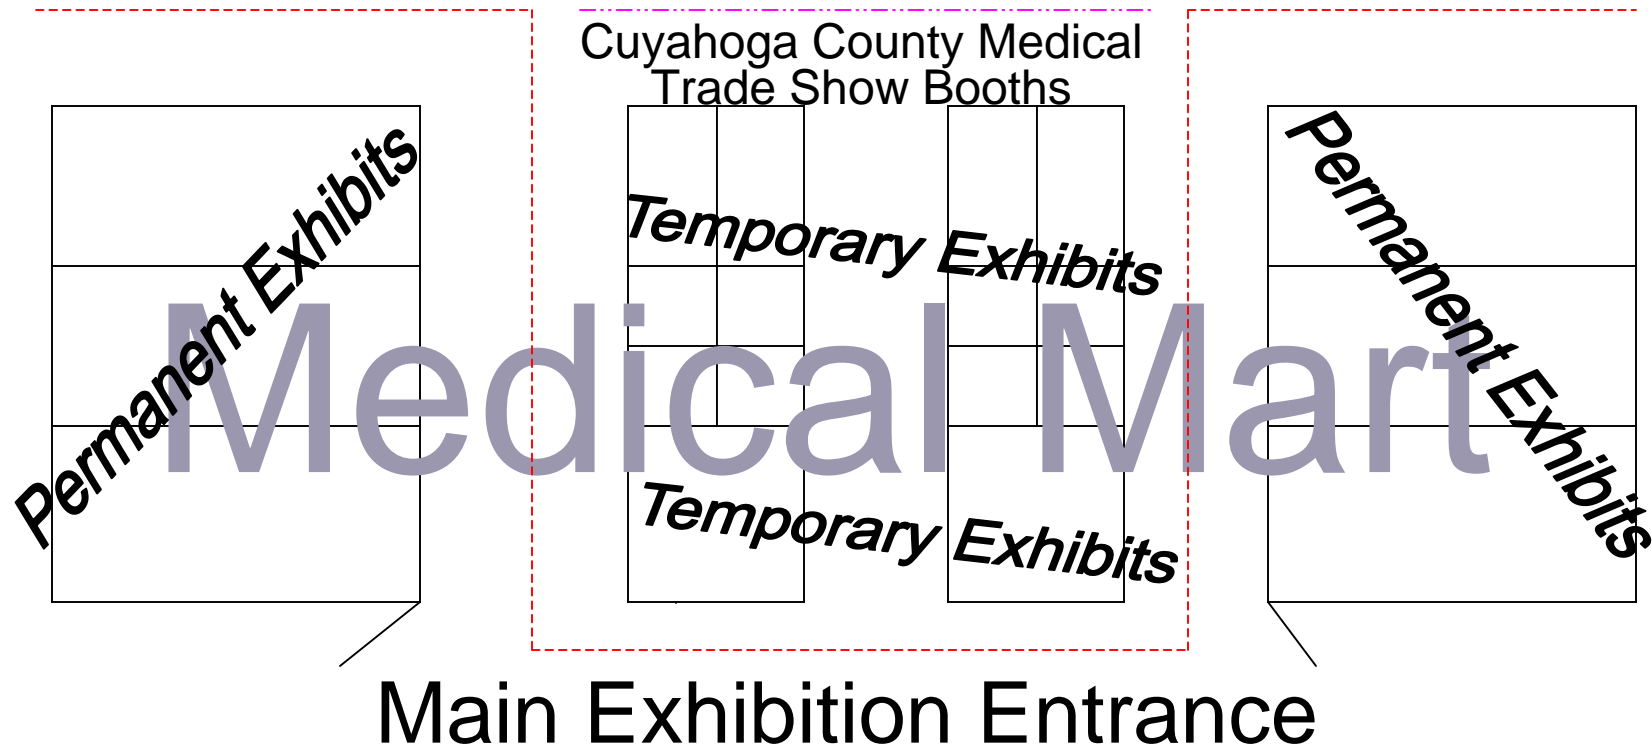 Cuyahoga County Medical
Trade Show Booths
Permanent Exhibits
Temporary Exhibits
Permanent Exhibits
Medical Mart
Temporary Exhibits
Main Exhibition Entrance